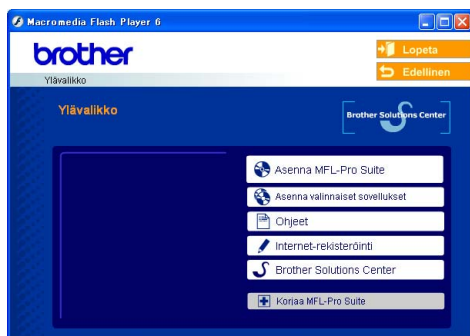 Macromedia Flash Player 6
brother
Lopeta
Edellinen
Ylävalikko
Ylävalikko
Brother Solutions Center
Asenna MFL-Pro Suite
Asenna valinnaiset sovellukset
Ohjeet
Internet-rekisteröinti
Brother Solutions Center
Korjaa MFL-Pro Suite